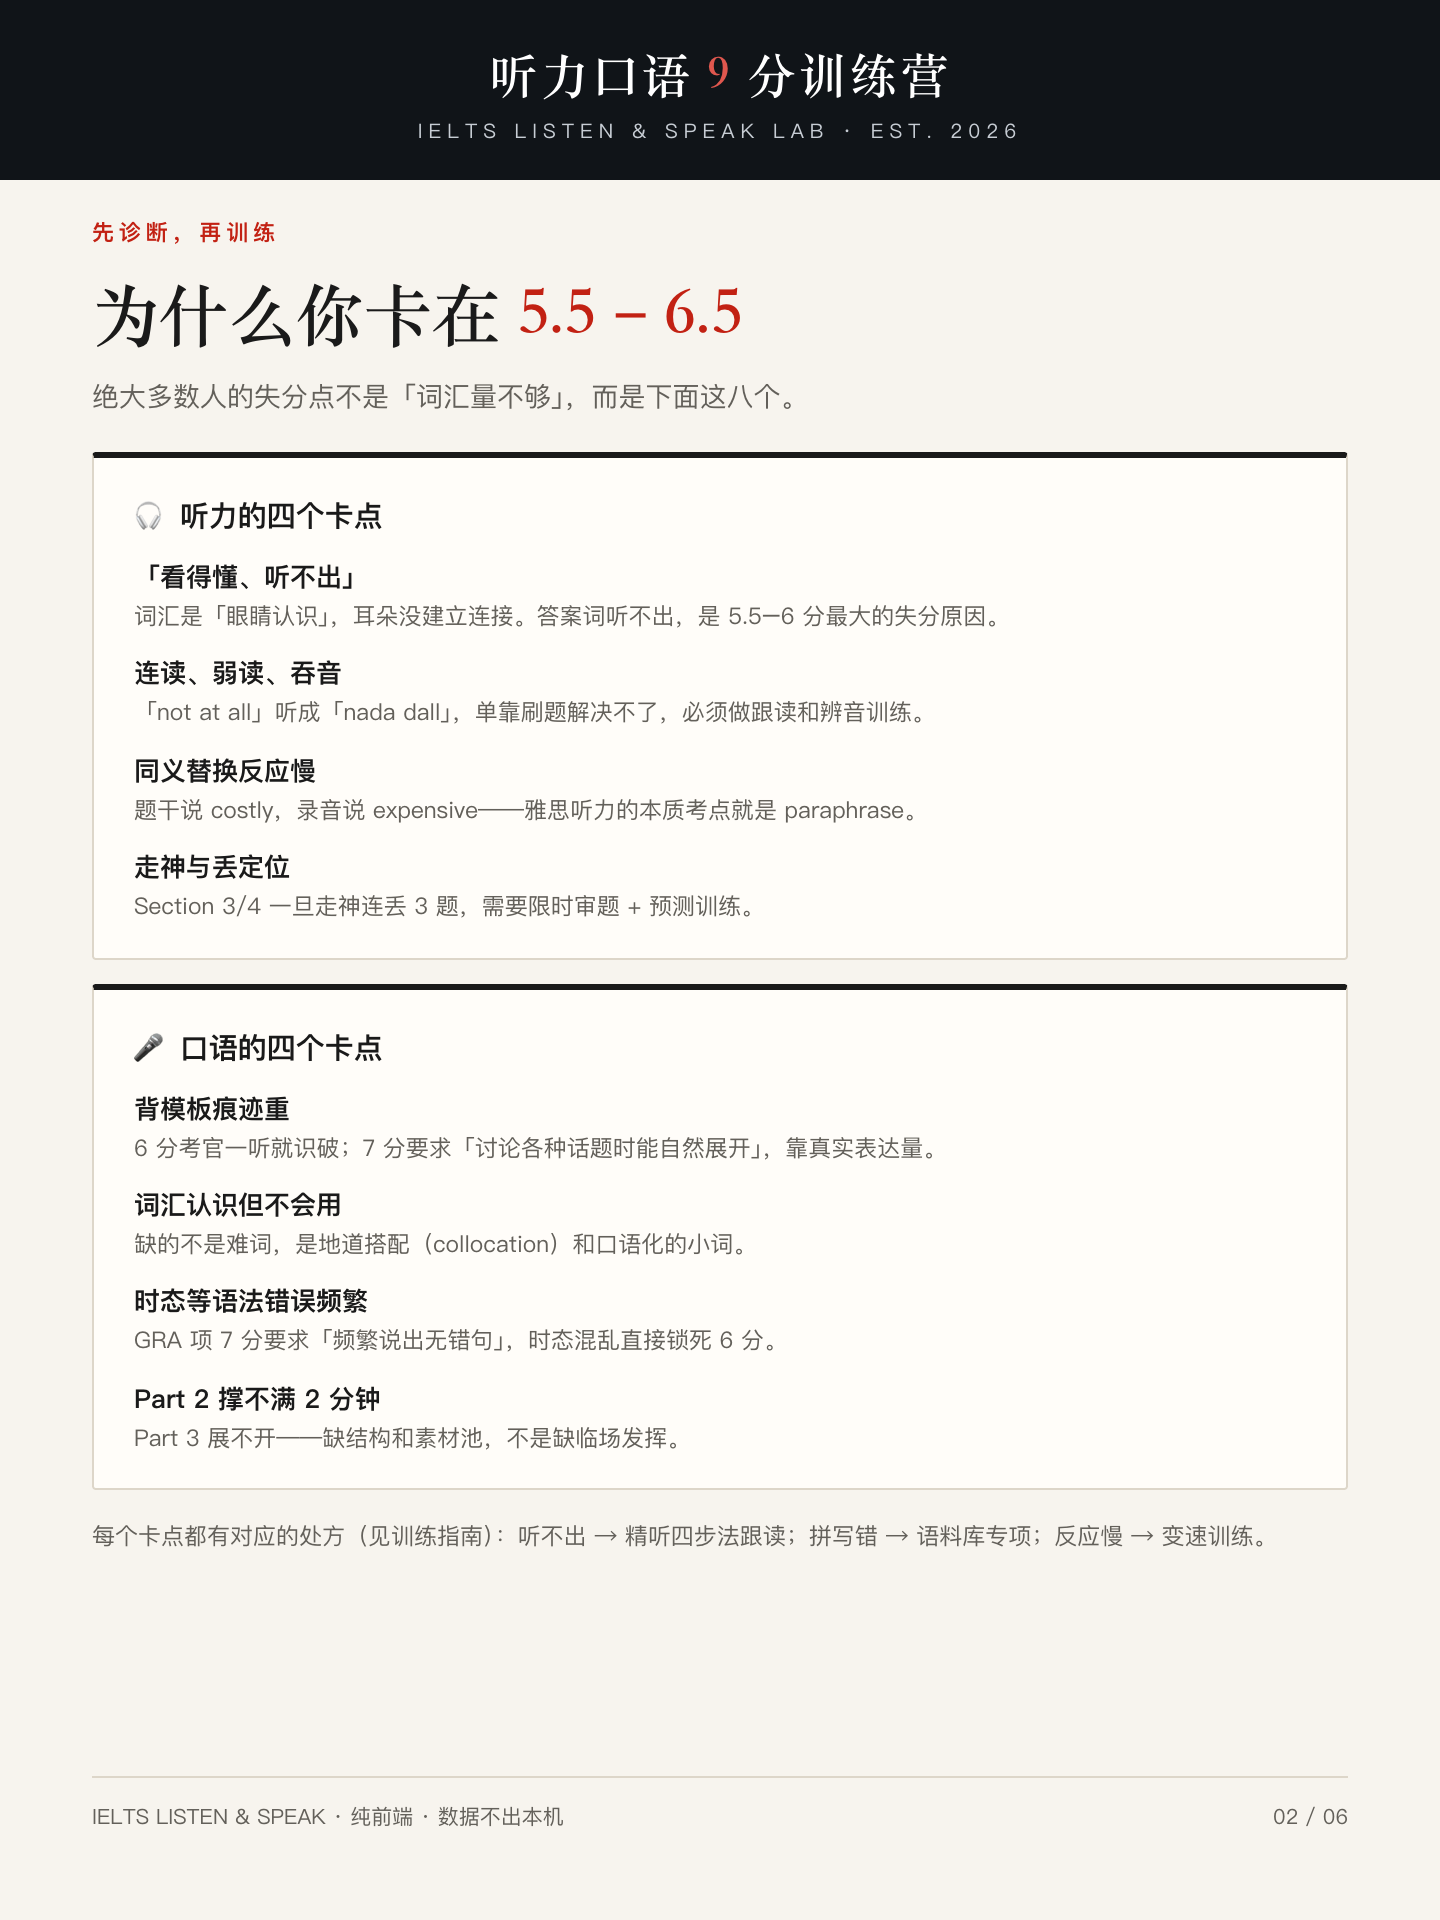 听力口语 9 分训练营
IELTS LISTEN & SPEAK LAB · EST. 2026
先诊断，再训练
为什么你卡在 5.5 – 6.5
绝大多数人的失分点不是「词汇量不够」，而是下面这八个。
听力的四个卡点
「看得懂、听不出」
词汇是「眼睛认识」，耳朵没建立连接。答案词听不出，是 5.5–6 分最大的失分原因。
连读、弱读、吞音
「not at all」听成「nada dall」，单靠刷题解决不了，必须做跟读和辨音训练。
同义替换反应慢
题干说 costly，录音说 expensive——雅思听力的本质考点就是 paraphrase。
走神与丢定位
Section 3/4 一旦走神连丢 3 题，需要限时审题 + 预测训练。
口语的四个卡点
背模板痕迹重
6 分考官一听就识破；7 分要求「讨论各种话题时能自然展开」，靠真实表达量。
词汇认识但不会用
缺的不是难词，是地道搭配（collocation）和口语化的小词。
时态等语法错误频繁
GRA 项 7 分要求「频繁说出无错句」，时态混乱直接锁死 6 分。
Part 2 撑不满 2 分钟
Part 3 展不开——缺结构和素材池，不是缺临场发挥。
每个卡点都有对应的处方（见训练指南）：听不出 → 精听四步法跟读；拼写错 → 语料库专项；反应慢 → 变速训练。
IELTS LISTEN & SPEAK · 纯前端 · 数据不出本机
02 / 06